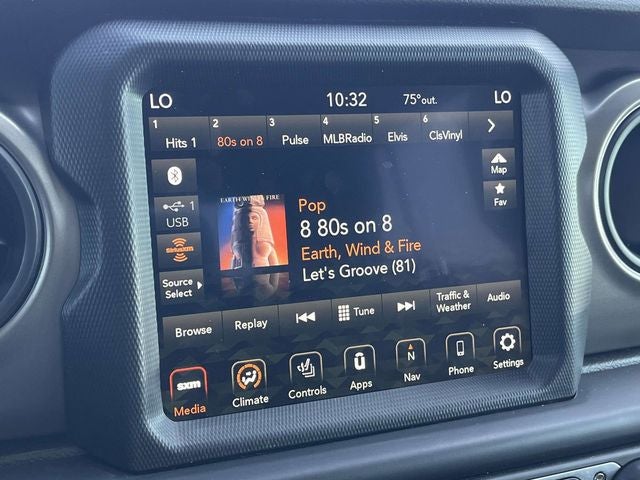 LO 10:32 75°out. LO
1 2 3 4 5 6
Hits 1 80s on 8 Pulse MLBRadio Elvis ClsVinyl
Map
1
USB
Fav
EARTH WIND & FIRE
Pop
8 80s on 8
Earth, Wind & Fire
Let's Groove (81)
siriusxm
Source
Select
Browse Replay Tune Traffic &
Weather Audio
sxm U N
Media Climate Controls Apps Nav Phone Settings